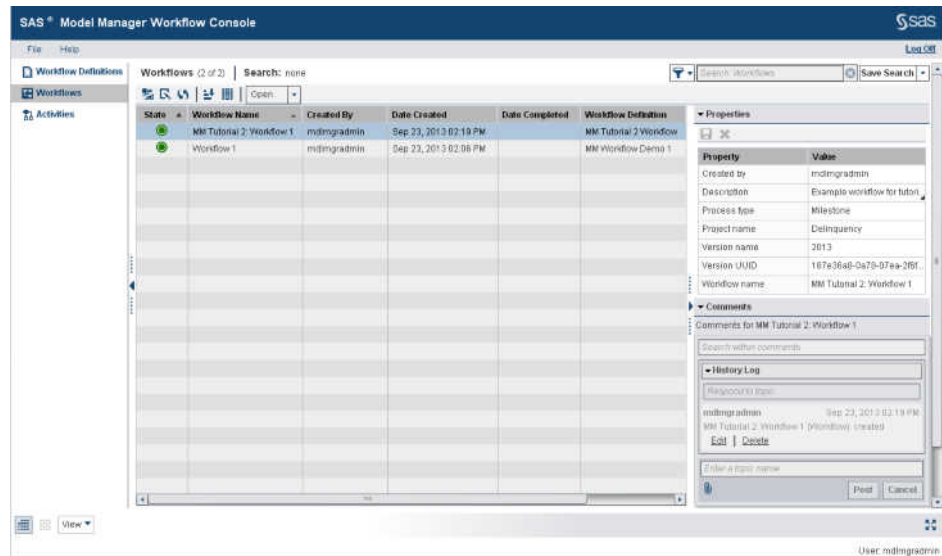 SAS ® Model Manager Workflow Console
sas
File Help
Log Off
Workflow Definitions
Workflows
Activities
Workflows (2 of 2) | Search: none
Search: Workflows
Save Search
Open
State Workflow Name Created By Date Created Date Completed Workflow Definition
MM Tutorial 2: Workflow 1 mdlmgradmin Sep 23, 2013 02:19 PM MM Tutorial 2 Workflow
Workflow 1 mdlmgradmin Sep 23, 2013 02:06 PM MM Workflow Demo 1
Properties
Property Value
Created by mdlmgradmin
Description Example workflow for tutori
Process type Milestone
Project name Delinquency
Version name 2013
Version UUID
Workflow name MM Tutorial 2: Workflow 1
Comments
Comments for MM Tutorial 2: Workflow 1
Search within comments
History Log
Respond to topic
mdlmgradmin Sep 23, 2013 02:19 PM
MM Tutorial 2: Workflow 1 (Workflow): created
Edit | Delete
Enter a topic name
Post Cancel
View
User: mdlmgradmin